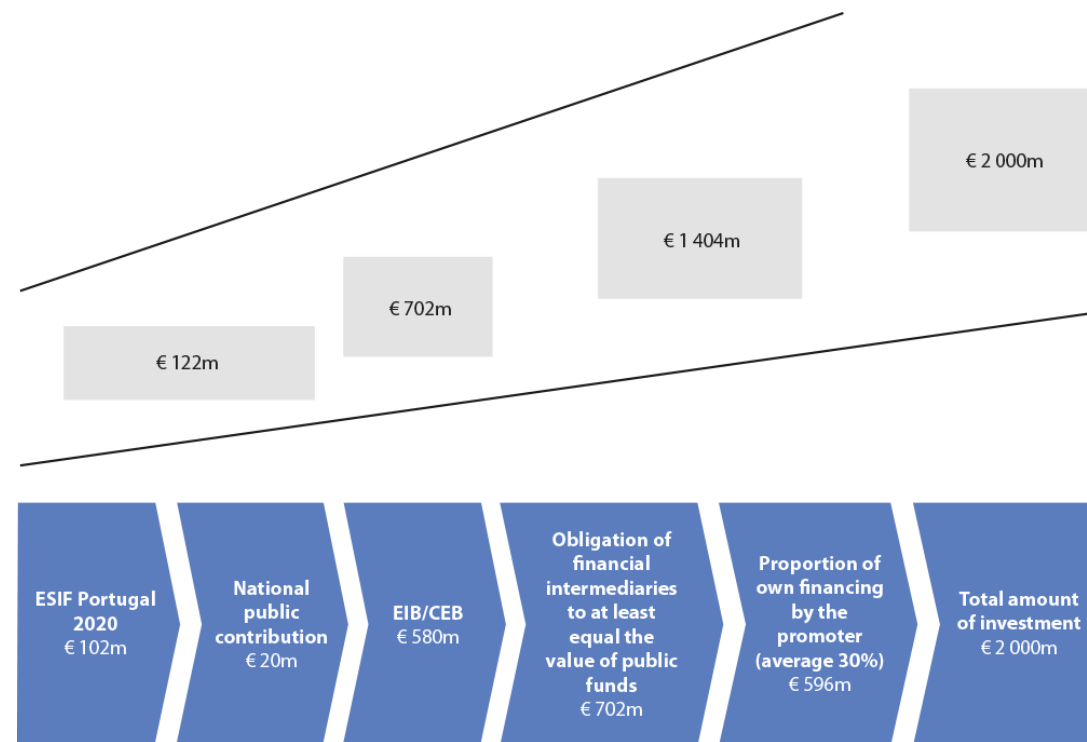 € 2 000m
€ 1 404m
€ 702m
€ 122m
ESIF Portugal
2020
€ 102m
National
public
contribution
€ 20m
EIB/CEB
€ 580m
Obligation of
financial
intermediaries
to at least
equal the
value of public
funds
€ 702m
Proportion of
own financing
by the
promoter
(average 30%)
€ 596m
Total amount
of investment
€ 2 000m